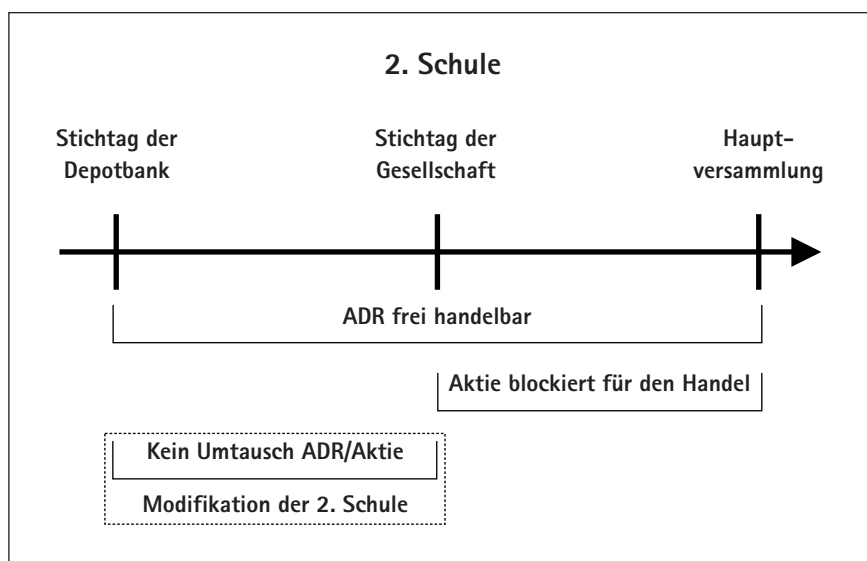 2. Schule
Stichtag der
Depotbank
Stichtag der
Gesellschaft
Haupt-
versammlung
ADR frei handelbar
Aktie blockiert für den Handel
Kein Umtausch ADR/Aktie
Modifikation der 2. Schule